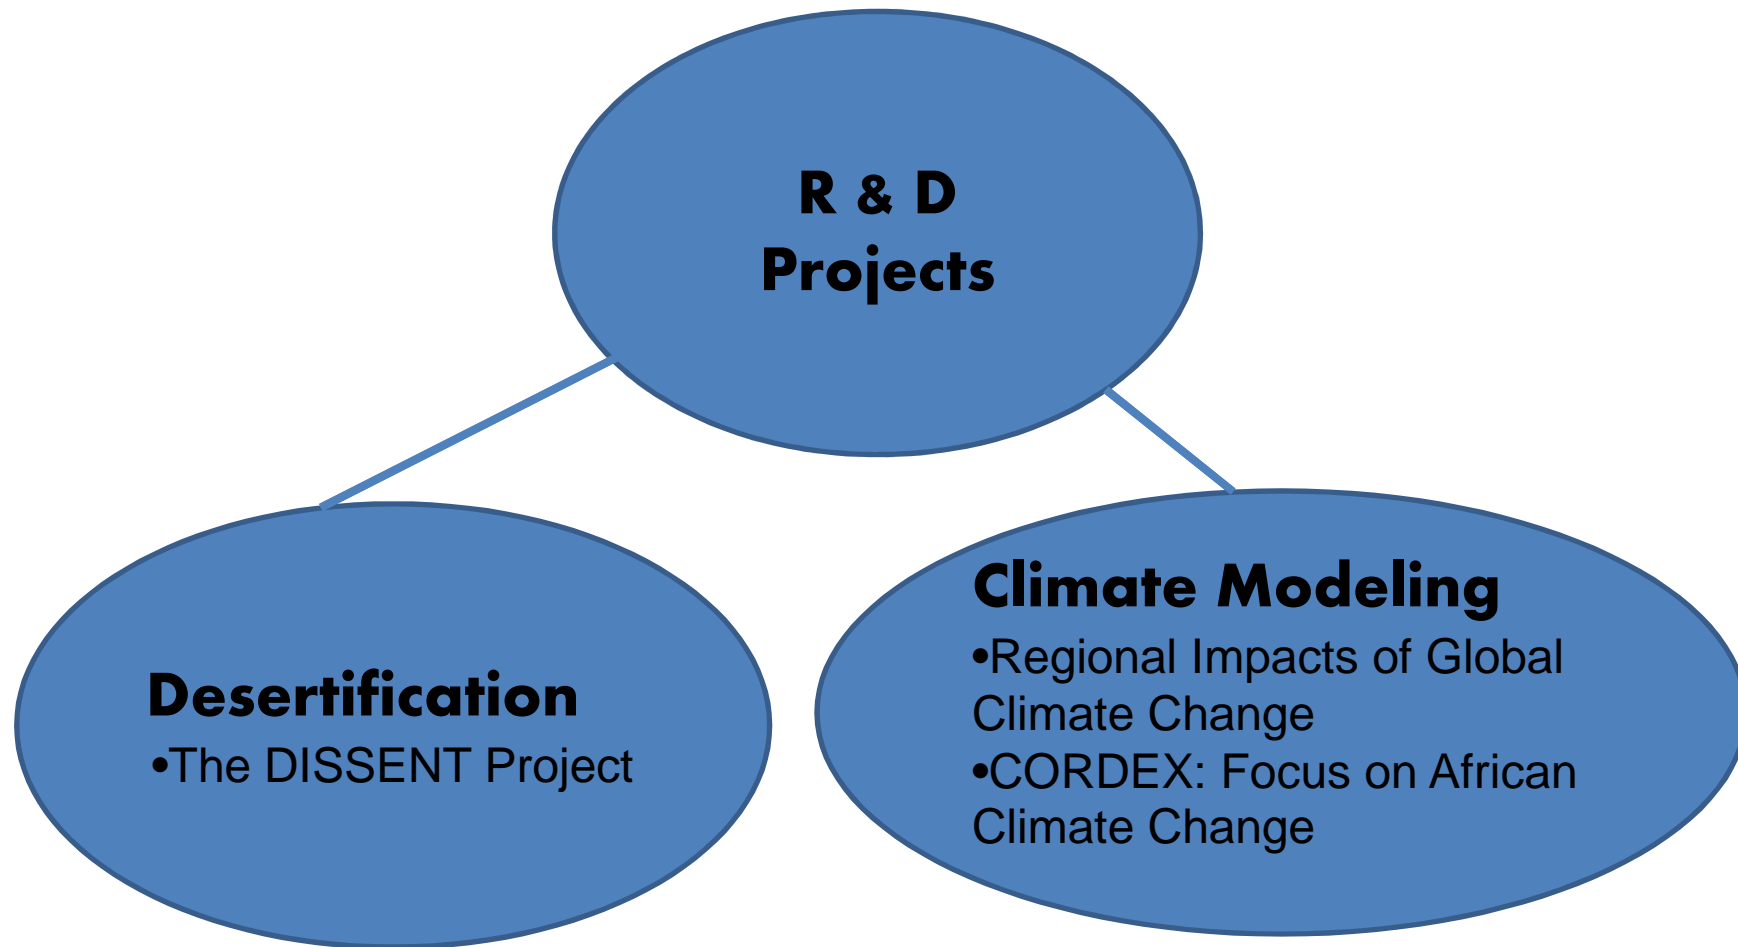 R & D
Projects
Desertification
•The DISSENT Project
Climate Modeling
•Regional Impacts of Global
Climate Change
•CORDEX: Focus on African
Climate Change